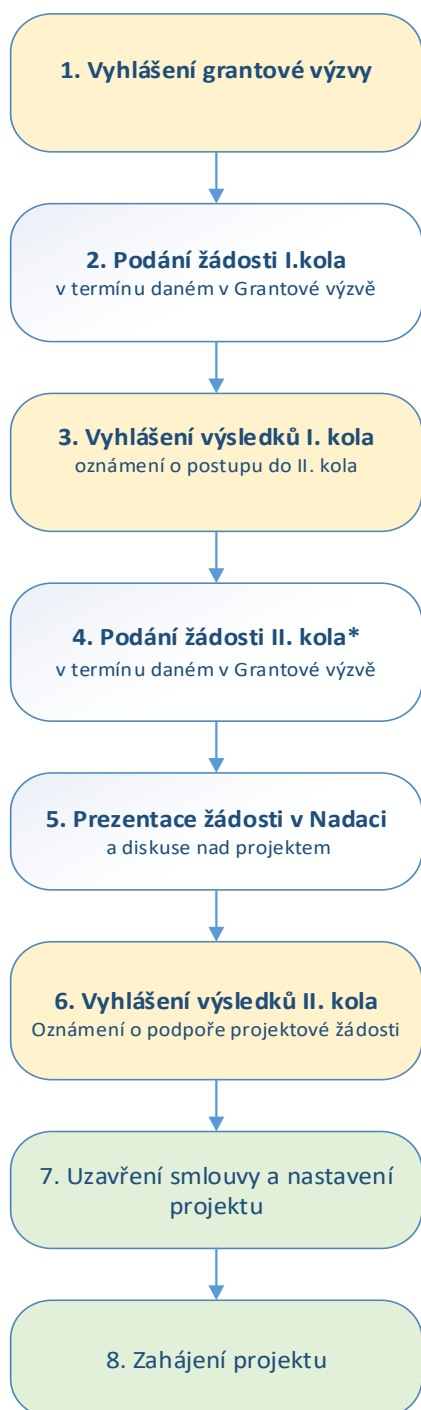 1. Vyhlášení grantové výzvy
2. Podání žádosti I.kola
v termínu daném v Grantové výzvě
3. Vyhlášení výsledků I. kola
oznámení o postupu do II. kola
4. Podání žádosti II. kola*
v termínu daném v Grantové výzvě
5. Prezentace žádosti v Nadaci
a diskuse nad projektem
6. Vyhlášení výsledků II. kola
Oznámení o podpoře projektové žádosti
7. Uzavření smlouvy a nastavení
projektu
8. Zahájení projektu